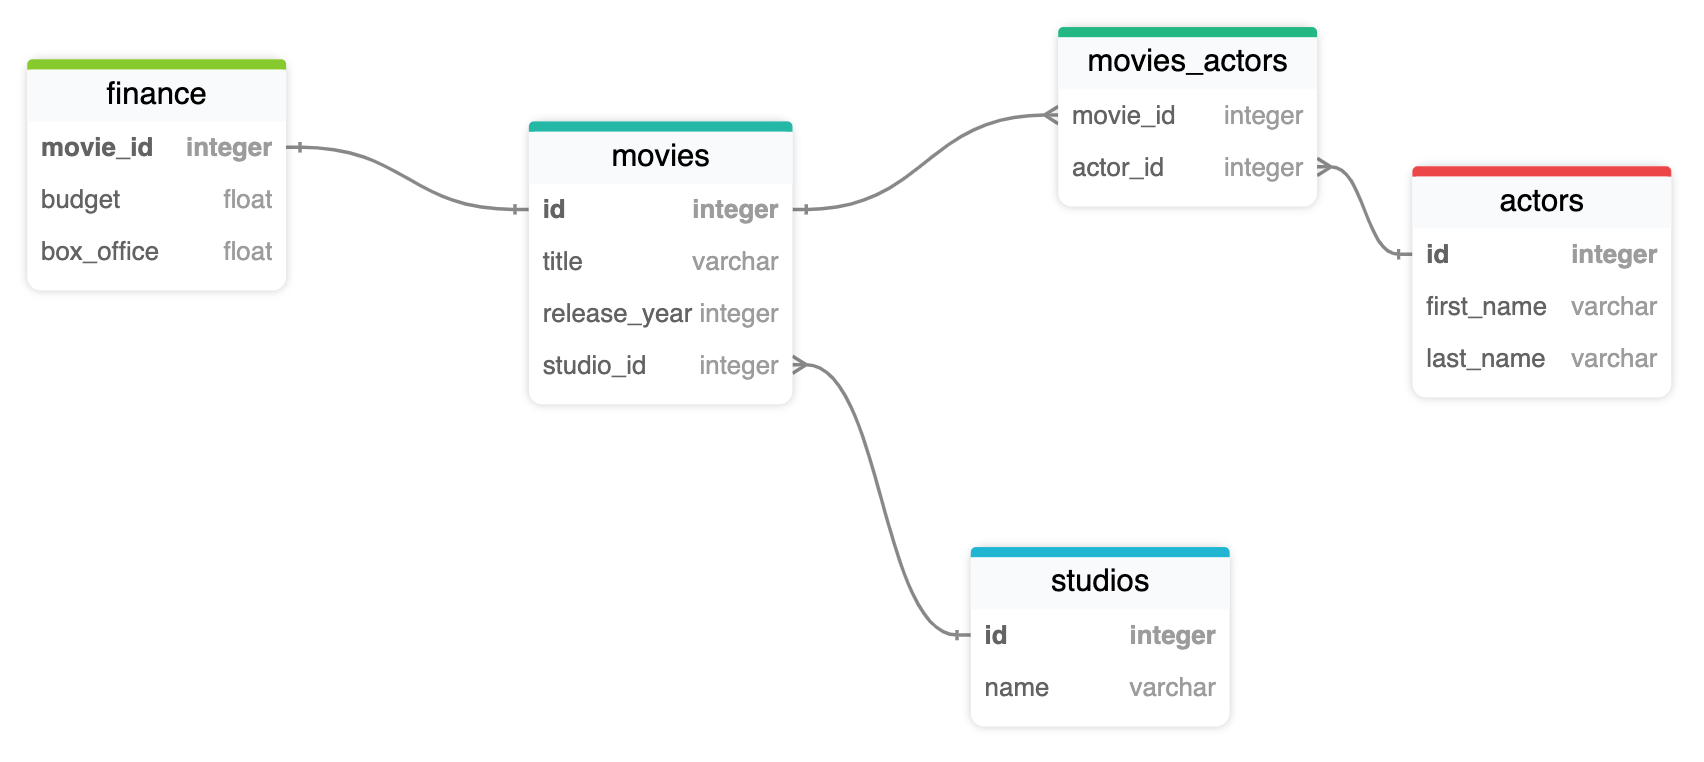 finance
movie_id integer
budget float
box_office float
movies
id integer
title varchar
release_year integer
studio_id integer
movies_actors
movie_id integer
actor_id integer
actors
id integer
first_name varchar
last_name varchar
studios
id integer
name varchar